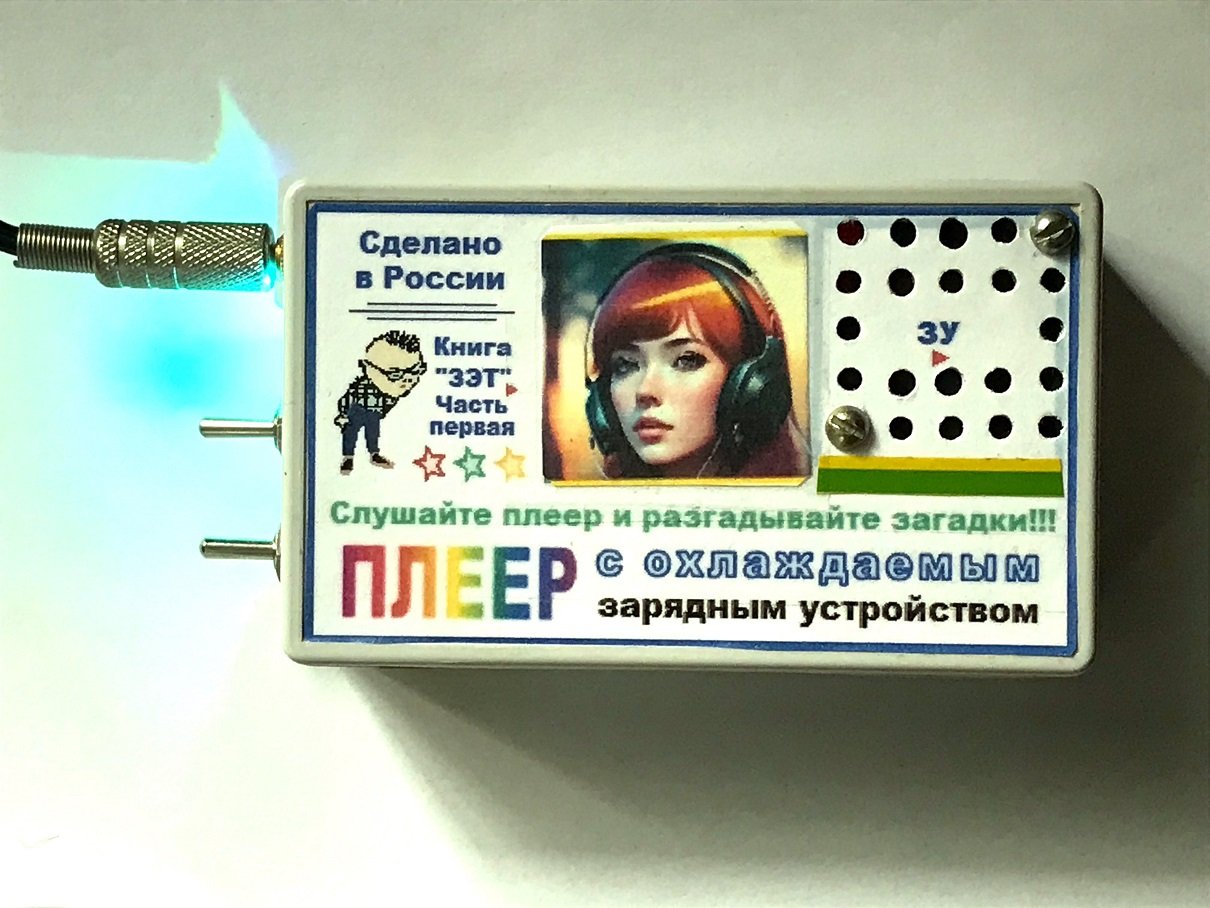 Сделано
в России
Книга
"ЗЭТ"
Часть
первая
ЗУ
Слушайте плеер и разгадывайте загадки!!!
ПЛЕЕР с охлаждаемым
зарядным устройством